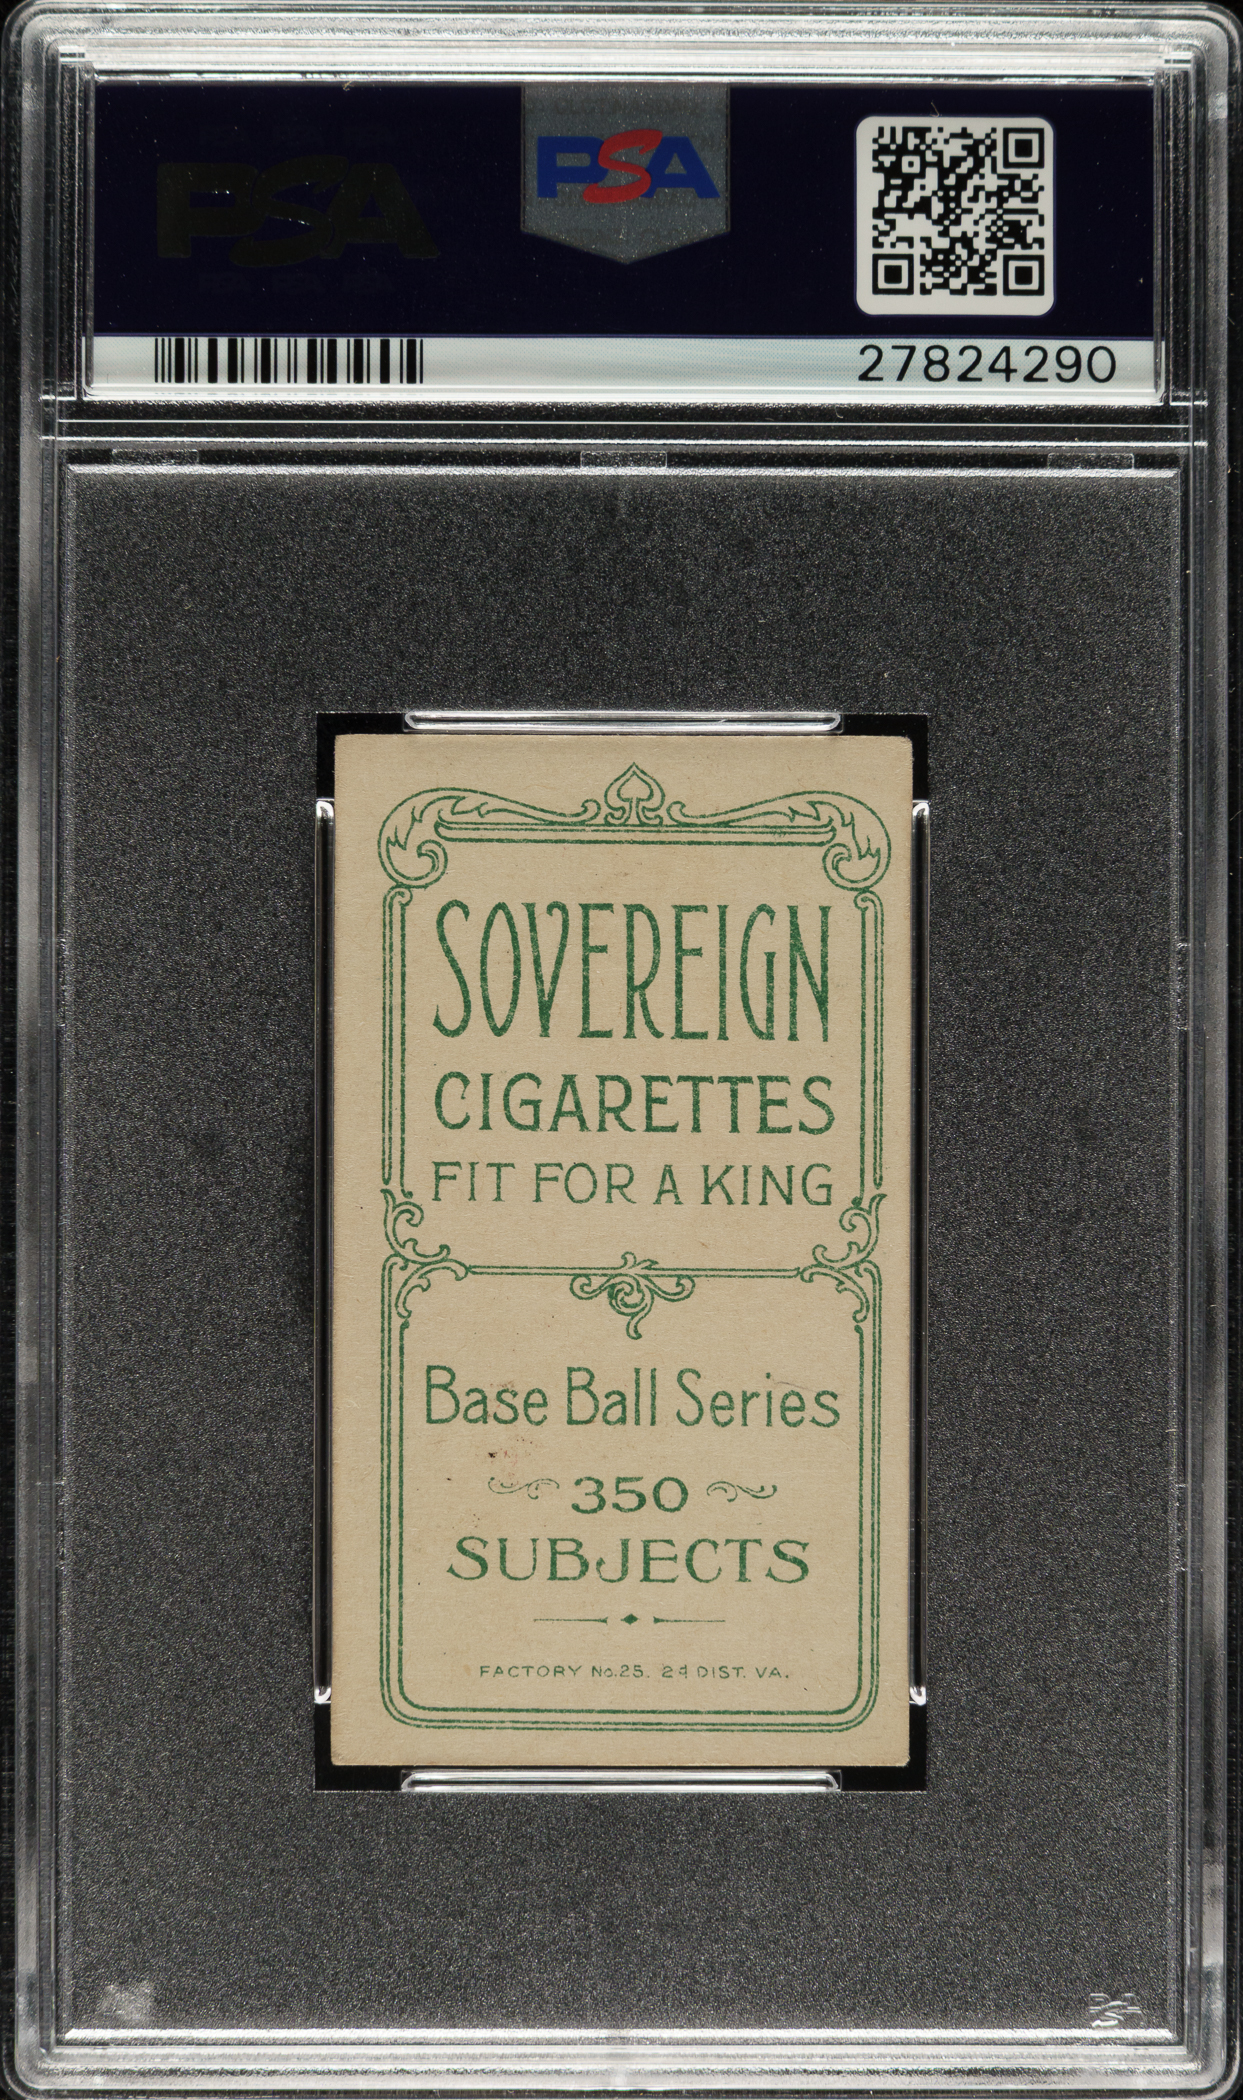 PSA
PSA
27824290
SOVEREIGN
CIGARETTES
FIT FOR A KING
Base Ball Series
350
SUBJECTS
FACTORY No.25. 2d DIST. VA.
PSA